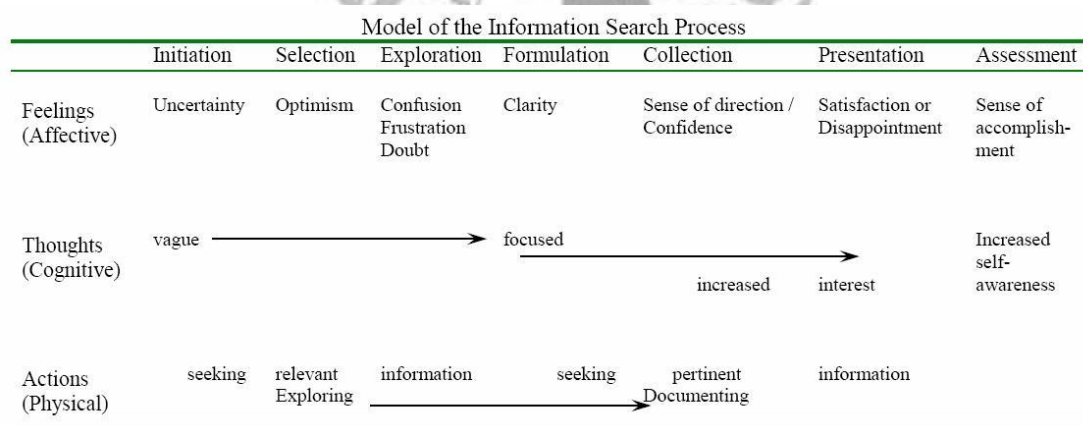 Model of the Information Search Process
Initiation Selection Exploration Formulation Collection Presentation Assessment
Feelings (Affective) Uncertainty Optimism Confusion Frustration Doubt Clarity Sense of direction / Confidence Satisfaction or Disappointment Sense of accomplish-ment
Thoughts (Cognitive) vague focused increased interest Increased self-awareness
Actions (Physical) seeking relevant information seeking pertinent information
Exploring Documenting